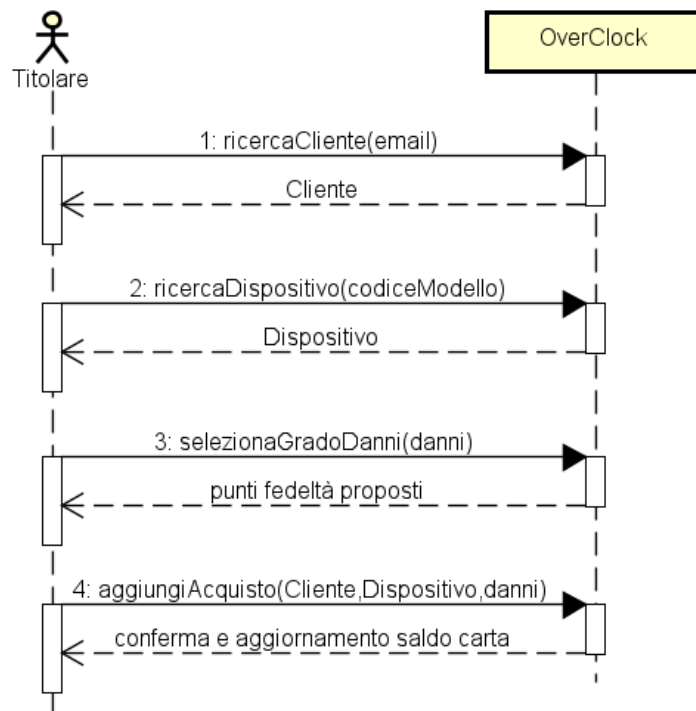 OverClock
Titolare
1: ricercaCliente(email)
Cliente
2: ricercaDispositivo(codiceModello)
Dispositivo
3: selezionaGradoDanni(danni)
punti fedeltà proposti
4: aggiungiAcquisto(Cliente,Dispositivo,danni)
conferma e aggiornamento saldo carta